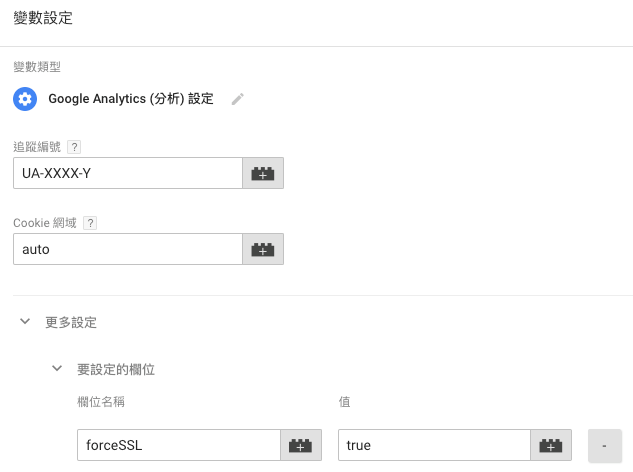 變數設定
變數類型
Google Analytics (分析) 設定
追蹤編號 ?
UA-XXXX-Y
Cookie 網域 ?
auto
更多設定
要設定的欄位
欄位名稱 值
forceSSL true -